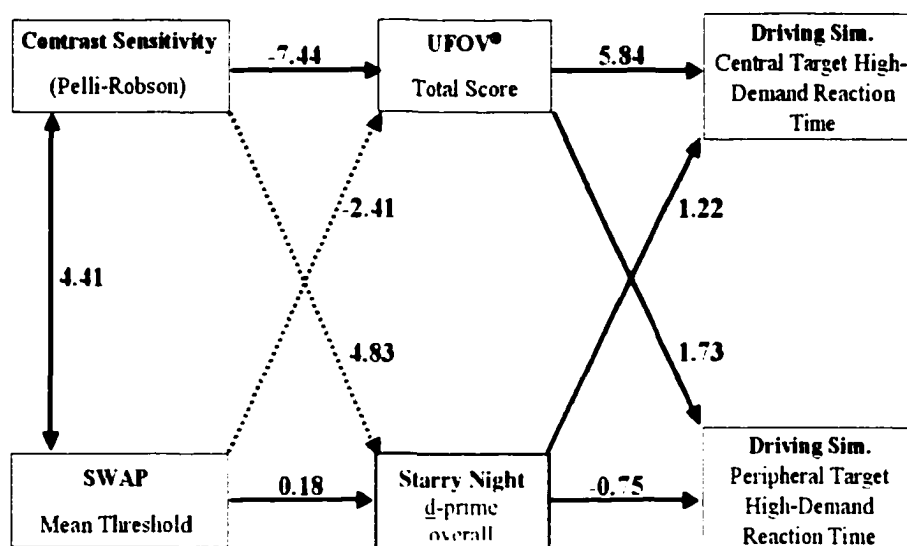 Contrast Sensitivity
(Pelli-Robson)
-7.44
UFOV®
Total Score
5.84
Driving Sim.
Central Target High-
Demand Reaction
Time
-2.41
1.22
4.41
4.83
1.73
SWAP
Mean Threshold
0.18
Starry Night
d-prime
overall
-0.75
Driving Sim.
Peripheral Target
High-Demand
Reaction Time